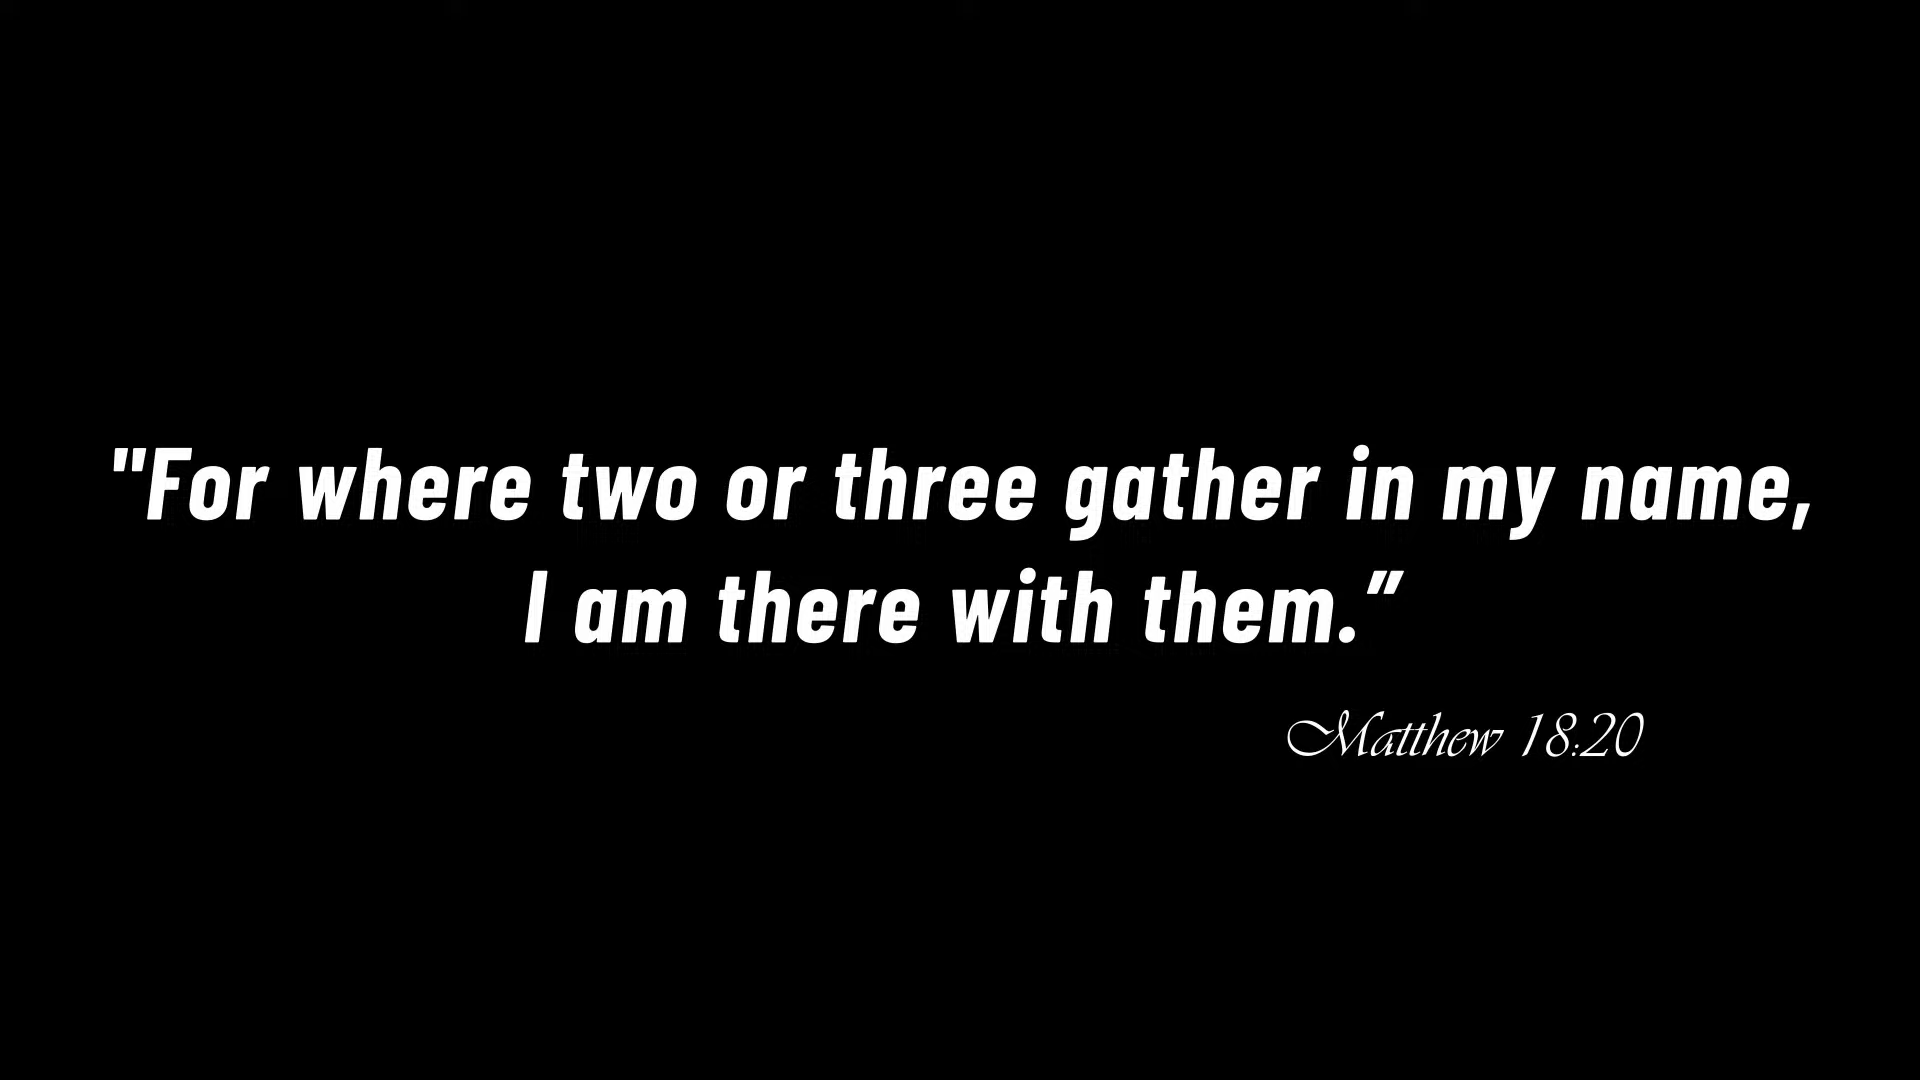 "For where two or three gather in my name,
I am there with them.”
Matthew 18:20